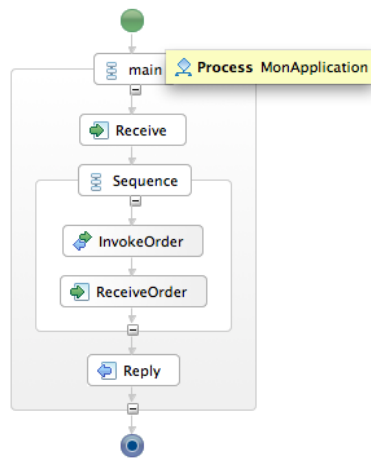 main
Process MonApplication
Receive
Sequence
InvokeOrder
ReceiveOrder
Reply